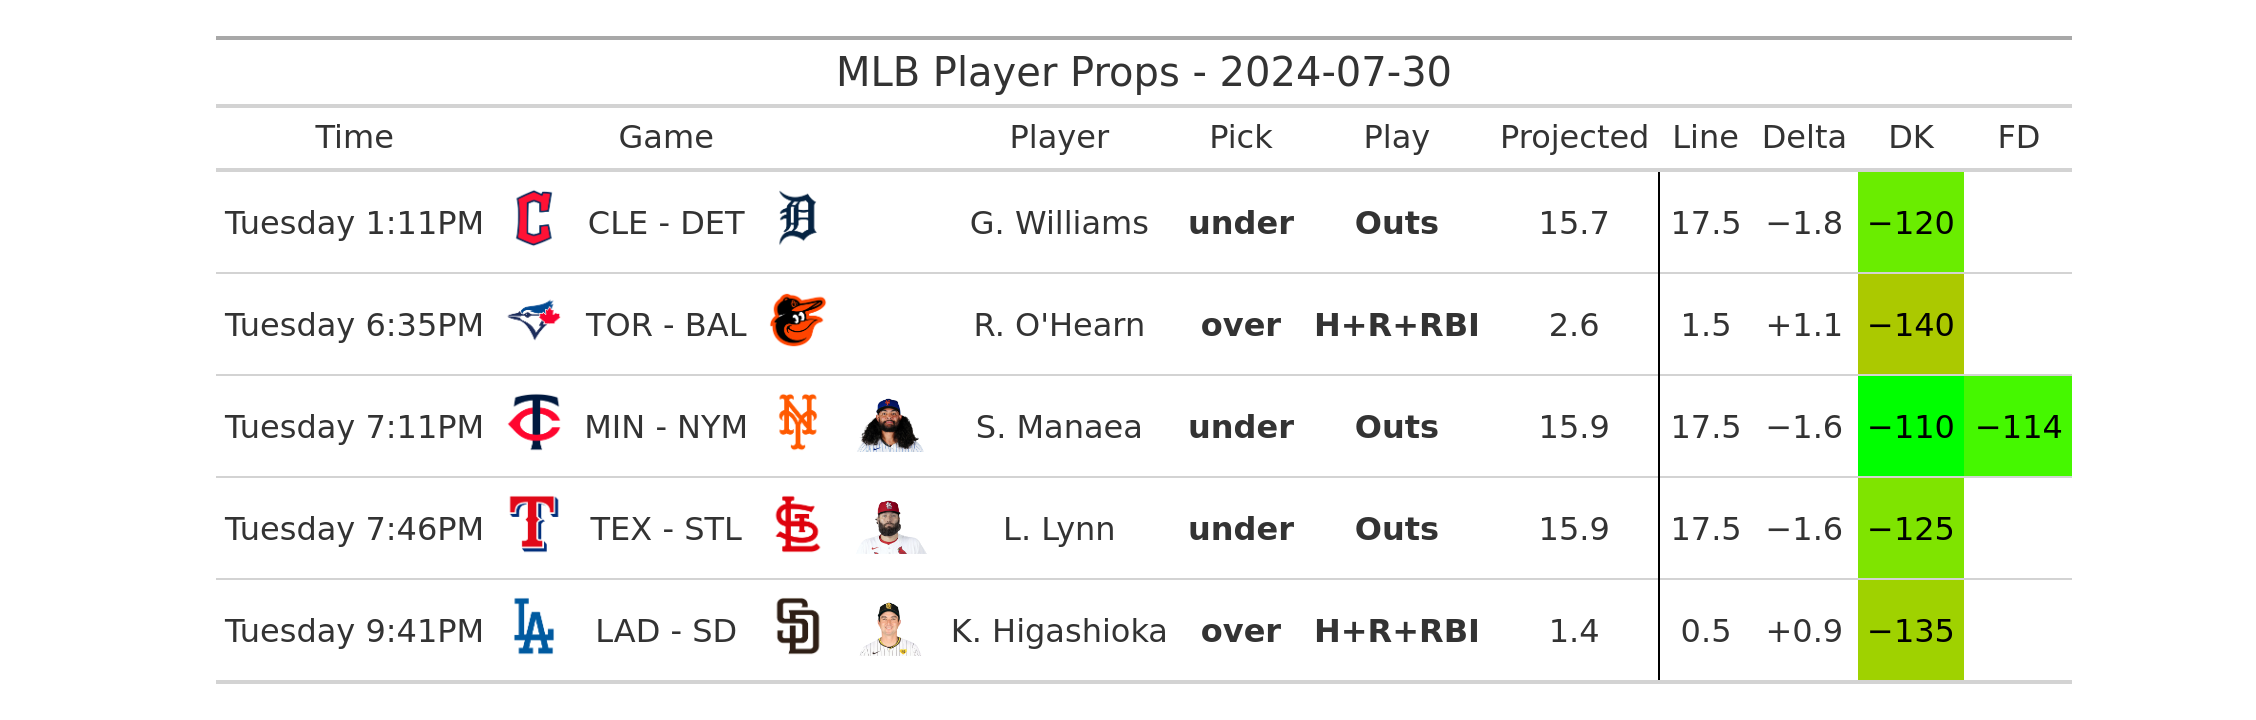 MLB Player Props - 2024-07-30
Time Game Player Pick Play Projected Line Delta DK FD
Tuesday 1:11PM CLE - DET G. Williams under Outs 15.7 17.5 −1.8 −120
Tuesday 6:35PM TOR - BAL R. O'Hearn over H+R+RBI 2.6 1.5 +1.1 −140
Tuesday 7:11PM MIN - NYM S. Manaea under Outs 15.9 17.5 −1.6 −110 −114
Tuesday 7:46PM TEX - STL L. Lynn under Outs 15.9 17.5 −1.6 −125
Tuesday 9:41PM LAD - SD K. Higashioka over H+R+RBI 1.4 0.5 +0.9 −135